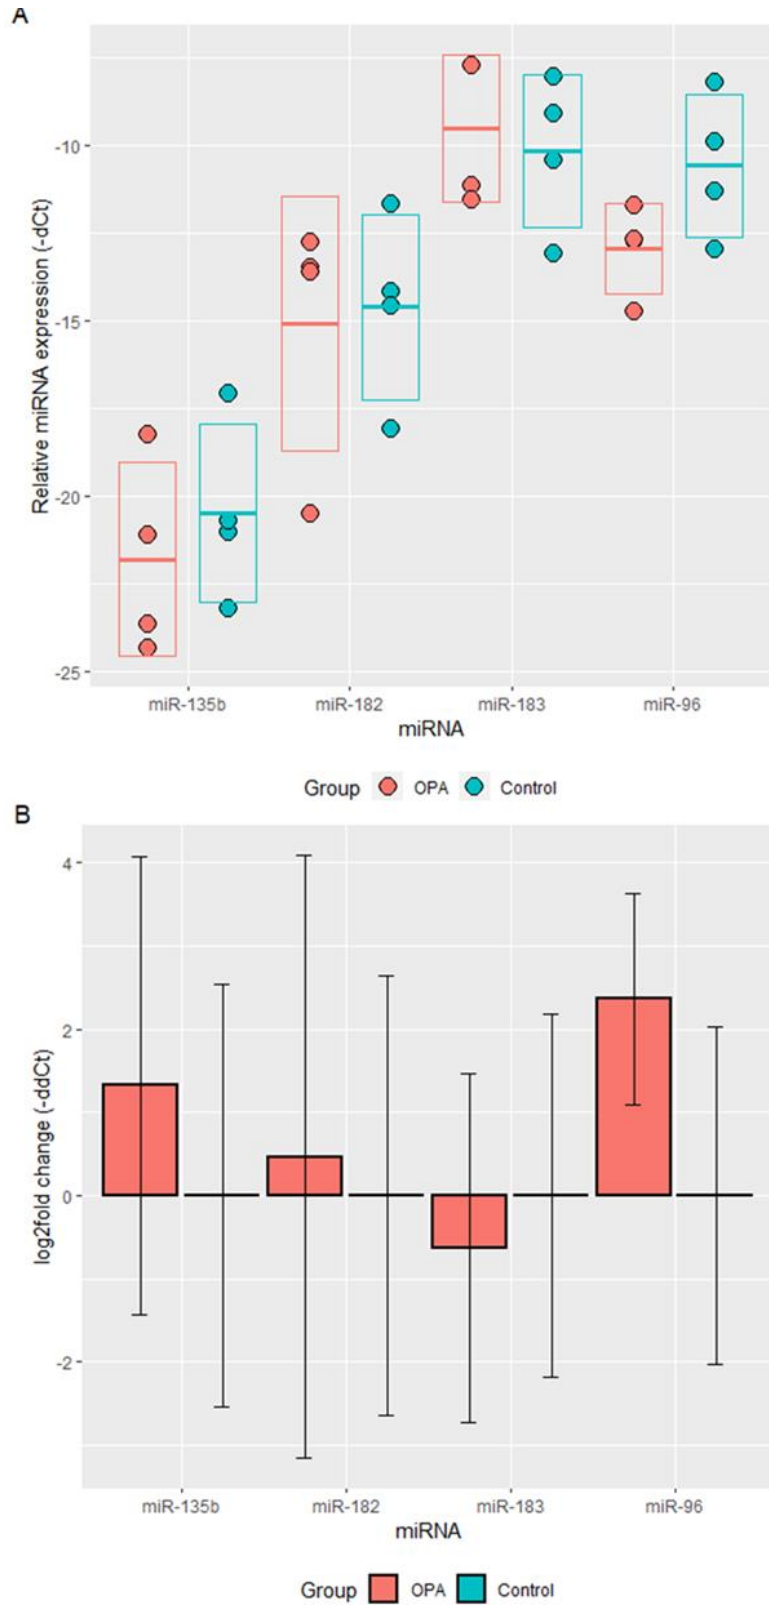 A
Relative miRNA expression (-dCt)
-10
-15
-20
-25
miR-135b miR-182 miR-183 miR-96
miRNA
Group OPA Control
B
log2fold change (-ddCt)
4
2
0
-2
miR-135b miR-182 miR-183 miR-96
miRNA
Group OPA Control